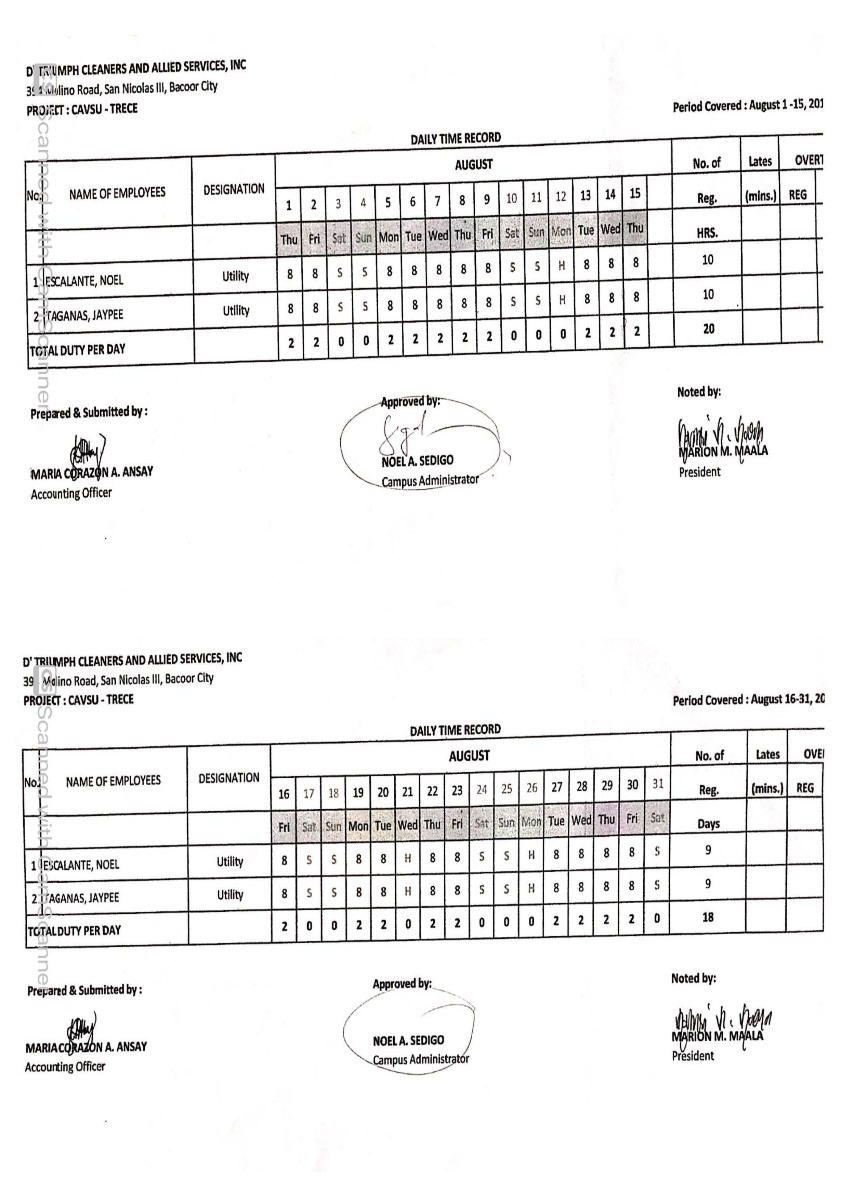 D' TRIUMPH CLEANERS AND ALLIED SERVICES, INC
Molino Road, San Nicolas III, Bacoor City
PROJECT : CAVSU - TRECE
Period Covered : August 1 -15, 201
DAILY TIME RECORD
No. NAME OF EMPLOYEES DESIGNATION AUGUST No. of Lates OVERT
1 2 3 4 5 6 7 8 9 10 11 12 13 14 15 Reg. (mins.) REG
Thu Fri Sat Sun Mon Tue Wed Thu Fri Sat Sun Mon Tue Wed Thu HRS.
1 ESCALANTE, NOEL Utility 8 8 S S 8 8 8 8 8 S S H 8 8 8 10
2 TAGANAS, JAYPEE Utility 8 8 S S 8 8 8 8 8 S S H 8 8 8 10
TOTAL DUTY PER DAY 2 2 0 0 2 2 2 2 2 0 0 0 2 2 2 20
Prepared & Submitted by :
Approved by:
Noted by:
MARIA CORAZON A. ANSAY
NOEL A. SEDIGO
MARION M. MAALA
Accounting Officer
Campus Administrator
President
D' TRIUMPH CLEANERS AND ALLIED SERVICES, INC
Molino Road, San Nicolas III, Bacoor City
PROJECT : CAVSU - TRECE
Period Covered : August 16-31, 20
DAILY TIME RECORD
No. NAME OF EMPLOYEES DESIGNATION AUGUST No. of Lates OVE
16 17 18 19 20 21 22 23 24 25 26 27 28 29 30 31 Reg. (mins.) REG
Fri Sat Sun Mon Tue Wed Thu Fri Sat Sun Mon Tue Wed Thu Fri Sat Days
1 ESCALANTE, NOEL Utility 8 S S 8 8 H 8 8 S S H 8 8 8 8 S 9
2 TAGANAS, JAYPEE Utility 8 S S 8 8 H 8 8 S S H 8 8 8 8 S 9
TOTAL DUTY PER DAY 2 0 0 2 2 0 2 2 0 0 0 2 2 2 2 0 18
Prepared & Submitted by :
Approved by:
Noted by:
MARIA CORAZON A. ANSAY
NOEL A. SEDIGO
MARION M. MAALA
Accounting Officer
Campus Administrator
President
CS Scanned with CamScanner
CS Scanned with CamScanner